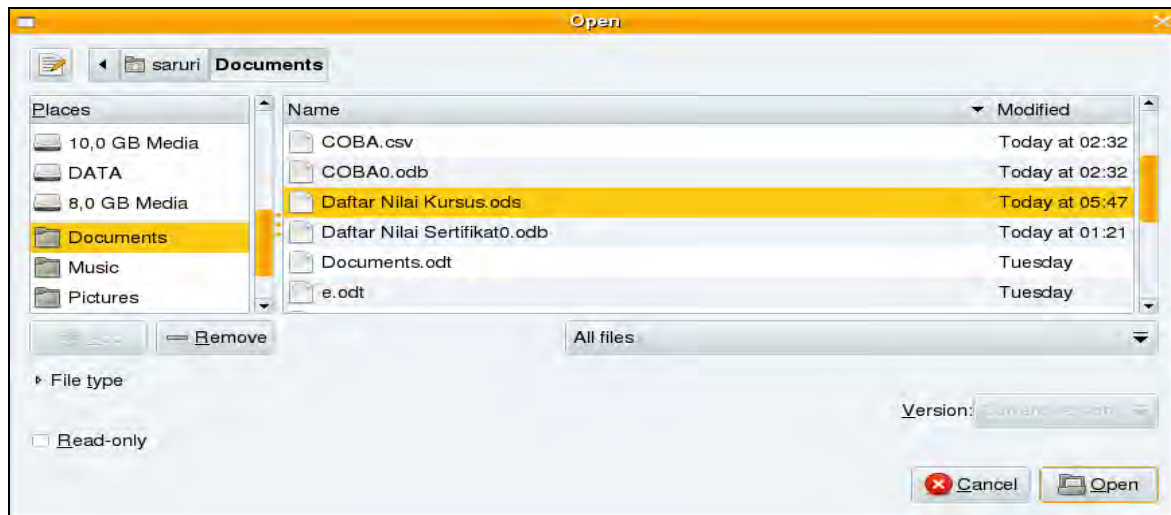 Open
saruri Documents
Places
10,0 GB Media
DATA
8,0 GB Media
Documents
Music
Pictures
Name Modified
COBA.csv Today at 02:32
COBA0.odb Today at 02:32
Daftar Nilai Kursus.ods Today at 05:47
Daftar Nilai Sertifikat0.odb Today at 01:21
Documents.odt Tuesday
e.odt Tuesday
Remove
All files
File type
Version:
Read-only
Cancel Open